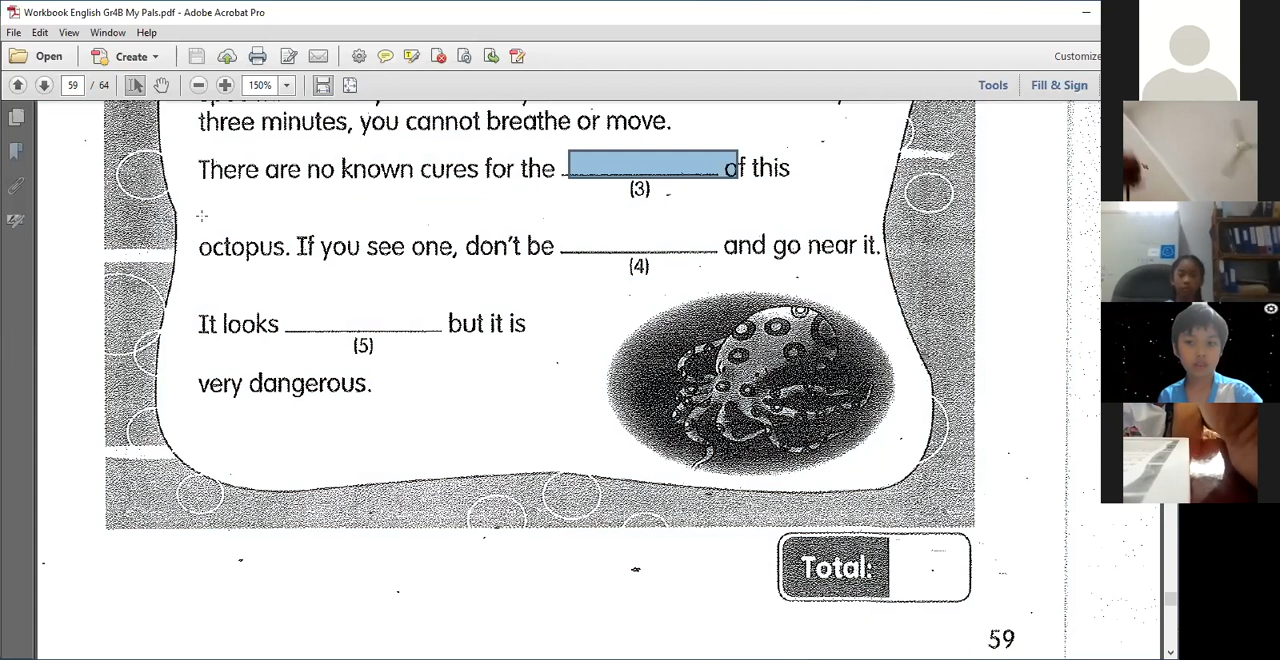 Workbook English Gr4B My Pals.pdf - Adobe Acrobat Pro
File Edit View Window Help
Open Create Customize
59 / 64 150% Tools Fill & Sign
three minutes, you cannot breathe or move.
There are no known cures for the ____________ of this
(3)
octopus. If you see one, don't be ____________ and go near it.
(4)
It looks ____________ but it is
(5)
very dangerous.
Total:
59